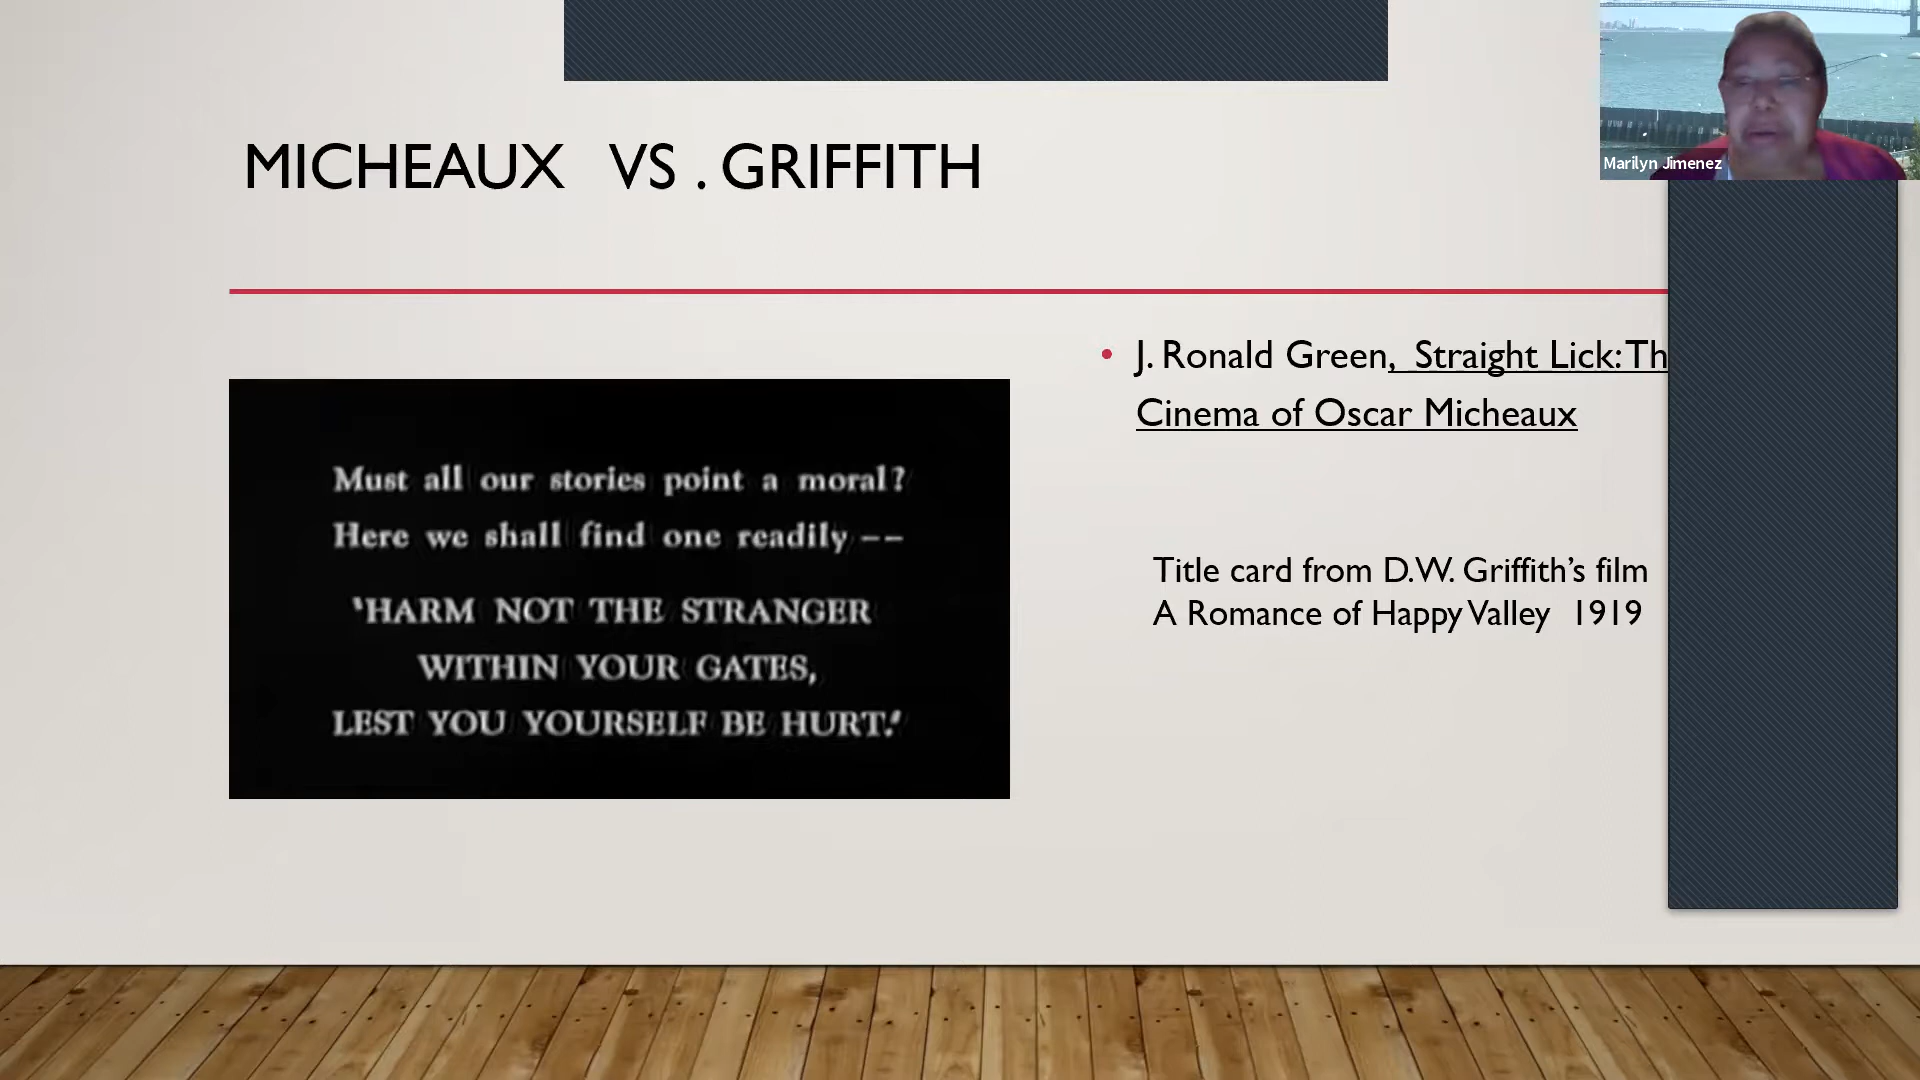 MICHEAUX VS . GRIFFITH
Marilyn Jimenez
J. Ronald Green, Straight Lick: Th
Cinema of Oscar Micheaux
Must all our stories point a moral?
Here we shall find one readily --
'HARM NOT THE STRANGER
WITHIN YOUR GATES,
LEST YOU YOURSELF BE HURT.'
Title card from D.W. Griffith's film
A Romance of Happy Valley 1919